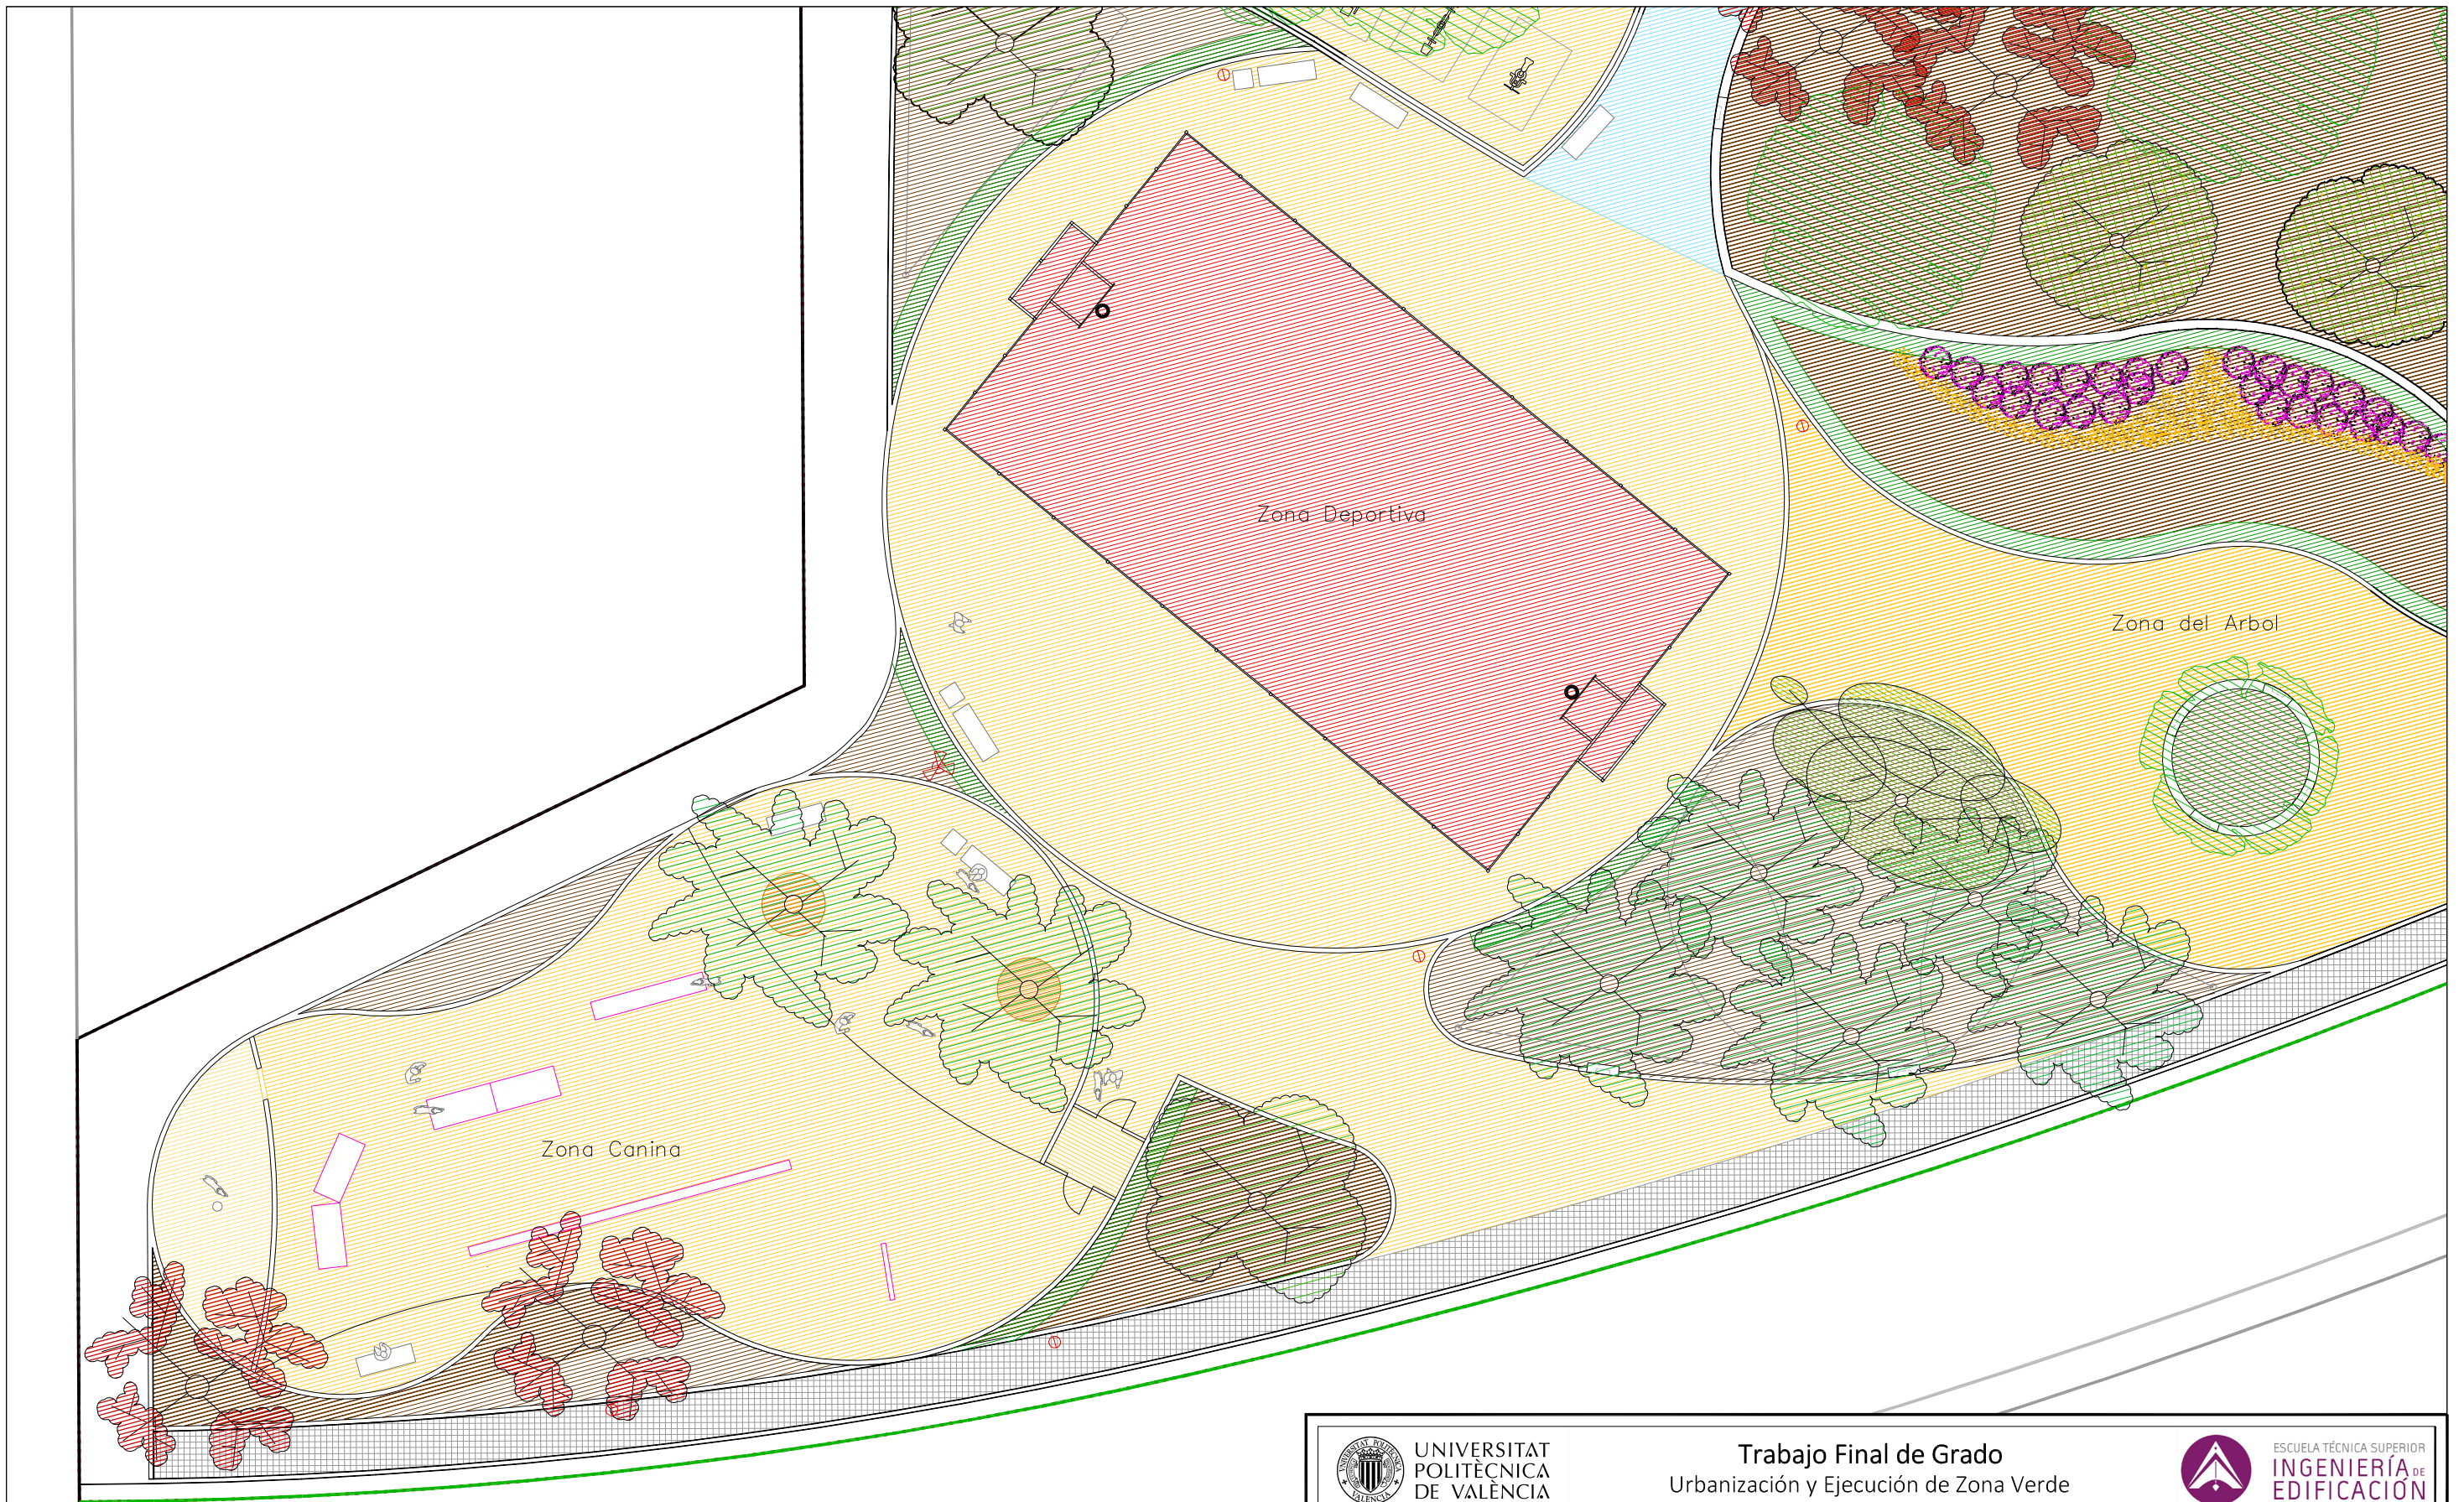 Zona Deportiva
Zona del Arbol
Zona Canina
UNIVERSITAT
POLITÈCNICA
DE VALÈNCIA
Trabajo Final de Grado
Urbanización y Ejecución de Zona Verde
ESCUELA TÉCNICA SUPERIOR
INGENIERÍA DE
EDIFICACIÓN